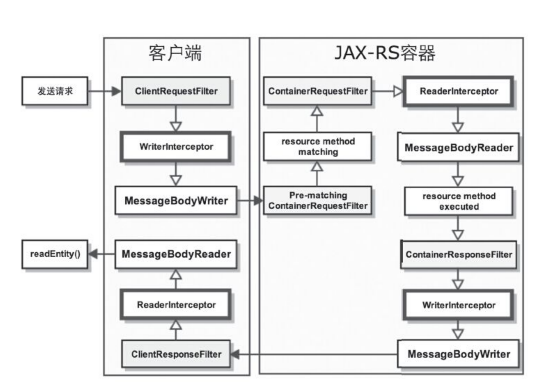 客户端
JAX-RS容器
发送请求
ClientRequestFilter
WriterInterceptor
MessageBodyWriter
readEntity()
MessageBodyReader
ReaderInterceptor
ClientResponseFilter
ContainerRequestFilter
resource method
matching
Pre-matching
ContainerRequestFilter
ReaderInterceptor
MessageBodyReader
resource method
executed
ContainerResponseFilter
WriterInterceptor
MessageBodyWriter